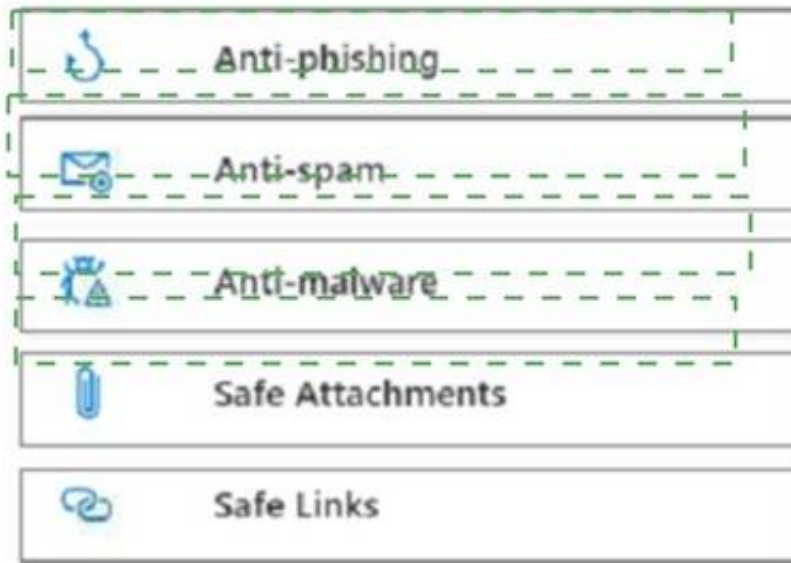 Anti-phishing
Anti-spam
Anti-malware
Safe Attachments
Safe Links